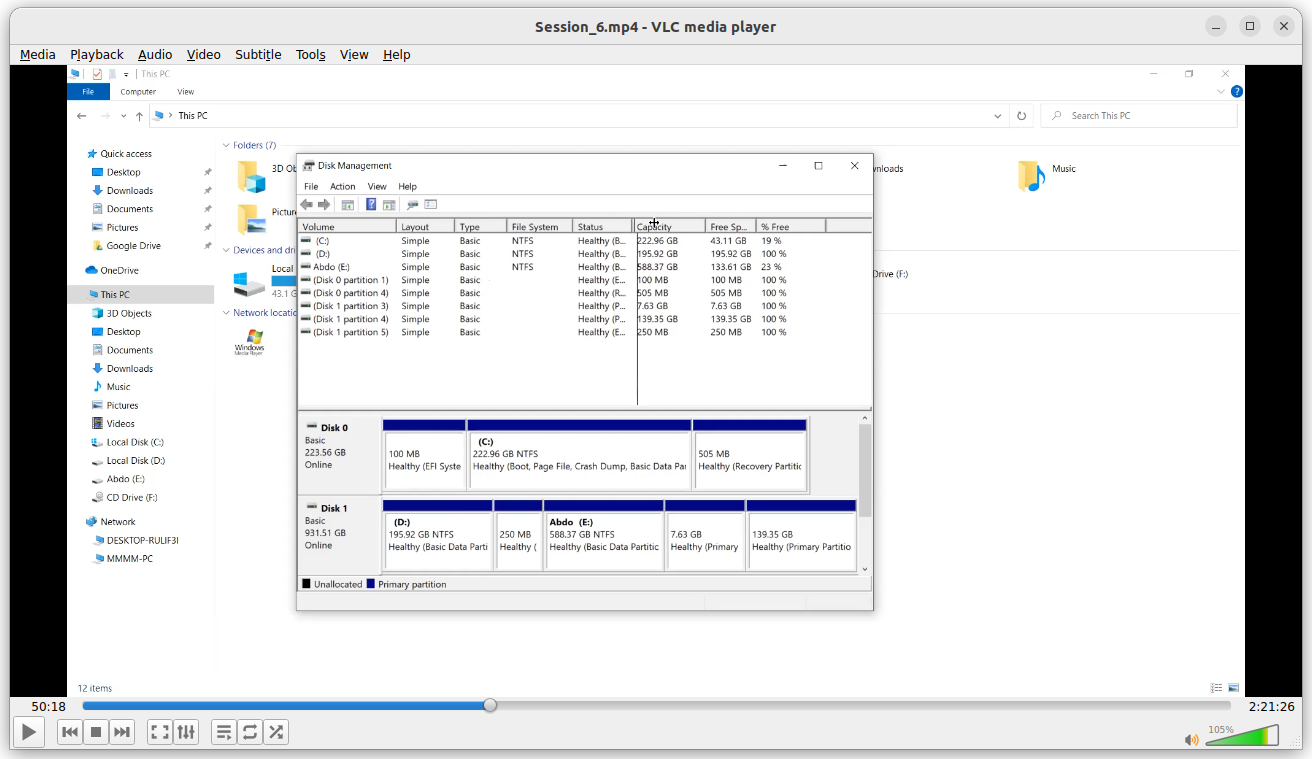 Session_6.mp4 - VLC media player
Media Playback Audio Video Subtitle Tools View Help
This PC
File Computer View
This PC
Search This PC
Quick access
Desktop
Downloads
Documents
Pictures
Google Drive
OneDrive
This PC
3D Objects
Desktop
Documents
Downloads
Music
Pictures
Videos
Local Disk (C:)
Local Disk (D:)
Abdo (E:)
CD Drive (F:)
Network
DESKTOP-RULIF3I
MMMM-PC
Folders (7)
3D Ob
Picture
wnloads
Music
Devices and dri
Local
43.1 G
Drive (F:)
Network locatio
Windows
Media Player
Disk Management
File Action View Help
Volume Layout Type File System Status Capacity Free Sp... % Free
(C:) Simple Basic NTFS Healthy (B... 222.96 GB 43.11 GB 19 %
(D:) Simple Basic NTFS Healthy (B... 195.92 GB 195.92 GB 100 %
Abdo (E:) Simple Basic NTFS Healthy (B... 588.37 GB 133.61 GB 23 %
(Disk 0 partition 1) Simple Basic Healthy (E... 100 MB 100 MB 100 %
(Disk 0 partition 4) Simple Basic Healthy (R... 505 MB 505 MB 100 %
(Disk 1 partition 3) Simple Basic Healthy (P... 7.63 GB 7.63 GB 100 %
(Disk 1 partition 4) Simple Basic Healthy (P... 139.35 GB 139.35 GB 100 %
(Disk 1 partition 5) Simple Basic Healthy (E... 250 MB 250 MB 100 %
Disk 0
Basic
223.56 GB
Online
100 MB
Healthy (EFI Syste
(C:)
222.96 GB NTFS
Healthy (Boot, Page File, Crash Dump, Basic Data Par
505 MB
Healthy (Recovery Partitic
Disk 1
Basic
931.51 GB
Online
(D:)
195.92 GB NTFS
Healthy (Basic Data Parti
250 MB
Healthy (
Abdo (E:)
588.37 GB NTFS
Healthy (Basic Data Partitic
7.63 GB
Healthy (Primary
139.35 GB
Healthy (Primary Partitio
Unallocated Primary partition
12 items
50:18
2:21:26
105%